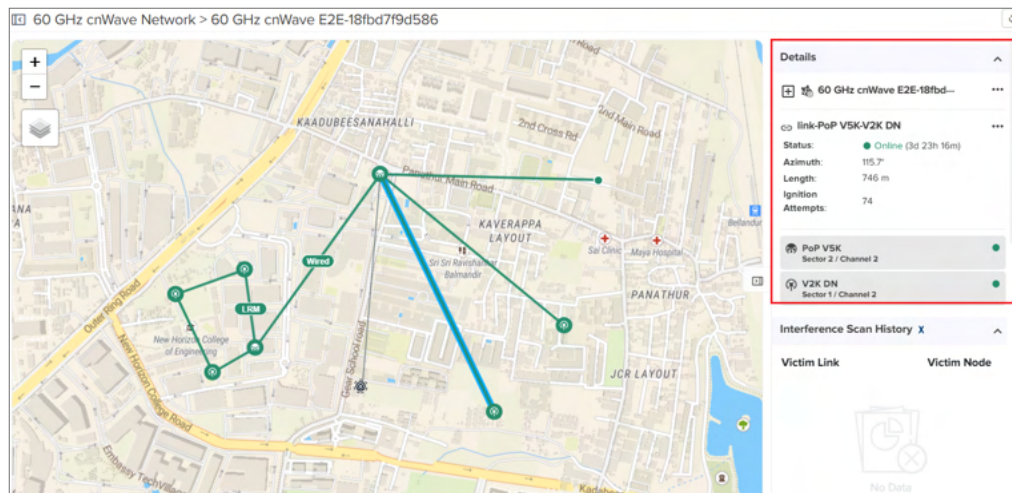 60 GHz cnWave Network > 60 GHz cnWave E2E-18fbd7f9d586
+
−
KAADUBEESANAHALLI
2nd Cross Rd
2nd Main Road
Panathur Main Road
KAVERAPPA
LAYOUT
Sai Clinic
Maya Hospital
Bellandur
Sri Sri Ravishankar
Balmandir
PANATHUR
Wired
LRM
New Horizon College
of Engineering
Outer Ring Road
Gear School Road
JCR LAYOUT
New Horizon College Road
Embassy TechVillage
Details
60 GHz cnWave E2E-18fbd...
link-PoP V5K-V2K DN
Status: Online (3d 23h 16m)
Azimuth: 115.7°
Length: 746 m
Ignition
Attempts: 74
PoP V5K
Sector 2 / Channel 2
V2K DN
Sector 1 / Channel 2
Interference Scan History X
Victim Link Victim Node
No Data